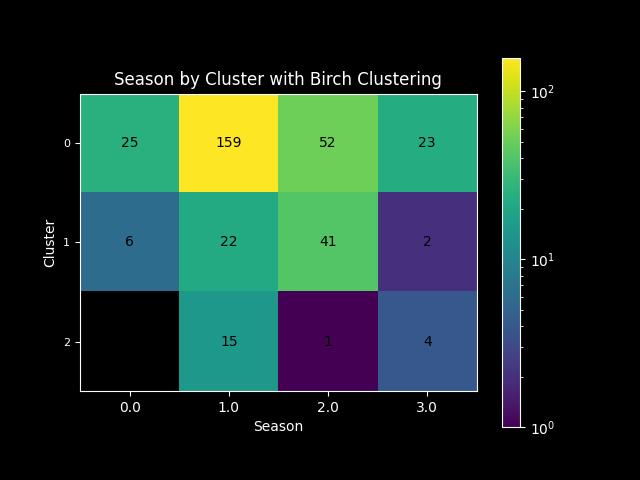 Season by Cluster with Birch Clustering
10²
0 25 159 52 23
Cluster 1 6 22 41 2
10¹
2 15 1 4
0.0 1.0 2.0 3.0
Season
10⁰